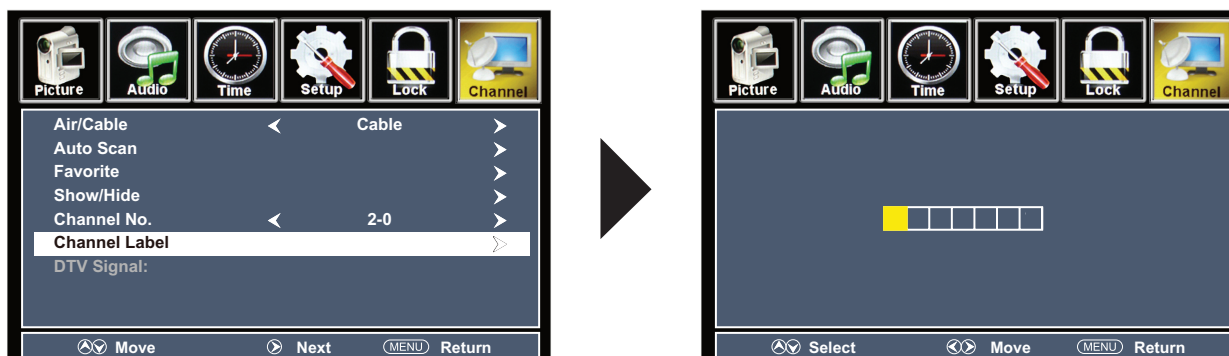 Picture Audio Time Setup Lock Channel
Air/Cable Cable
Auto Scan
Favorite
Show/Hide
Channel No. 2-0
Channel Label
DTV Signal:
Move Next MENU Return
Picture Audio Time Setup Lock Channel
Select Move MENU Return